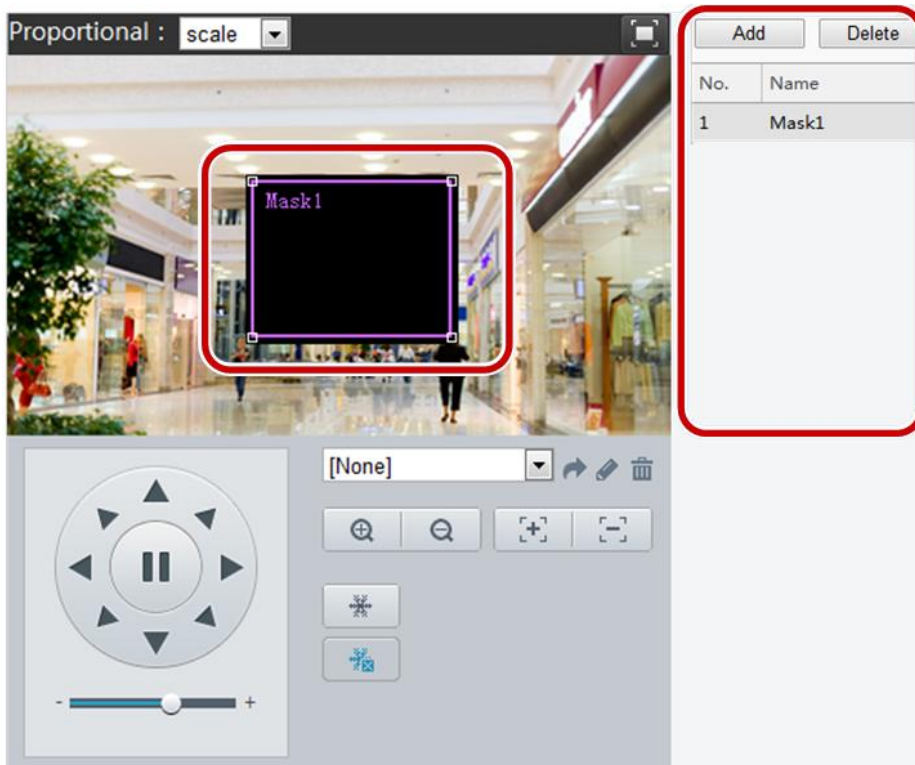 Proportional : scale
Add Delete
No. Name
1 Mask1
Mask1
[None]
- +